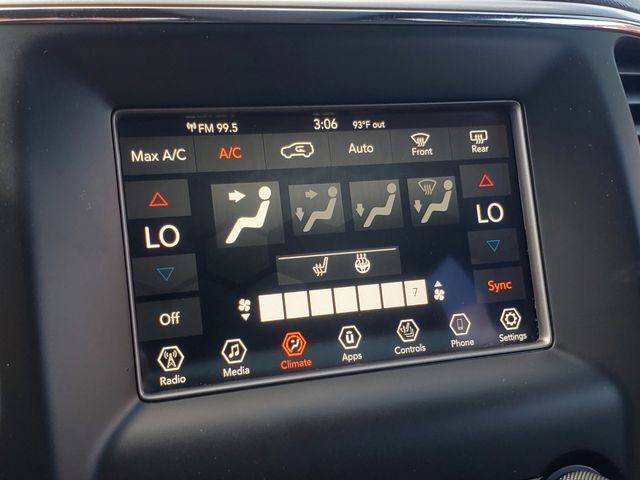 FM 99.5 3:06 93°F out
Max A/C A/C Auto Front Rear
LO LO
Off 7 Sync
Radio Media Climate Apps Controls Phone Settings